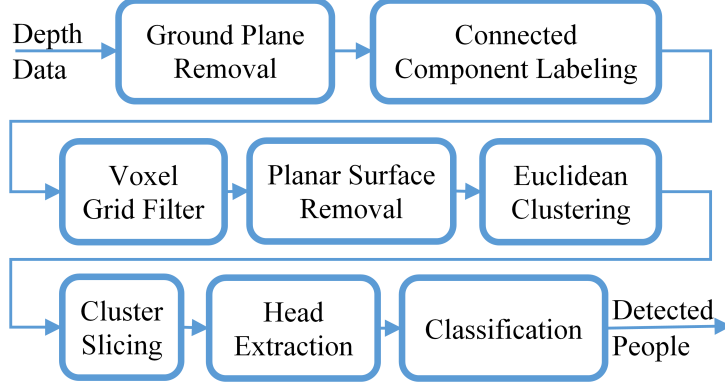 Depth
Data
Ground Plane
Removal
Connected
Component Labeling
Voxel
Grid Filter
Planar Surface
Removal
Euclidean
Clustering
Cluster
Slicing
Head
Extraction
Classification
Detected
People